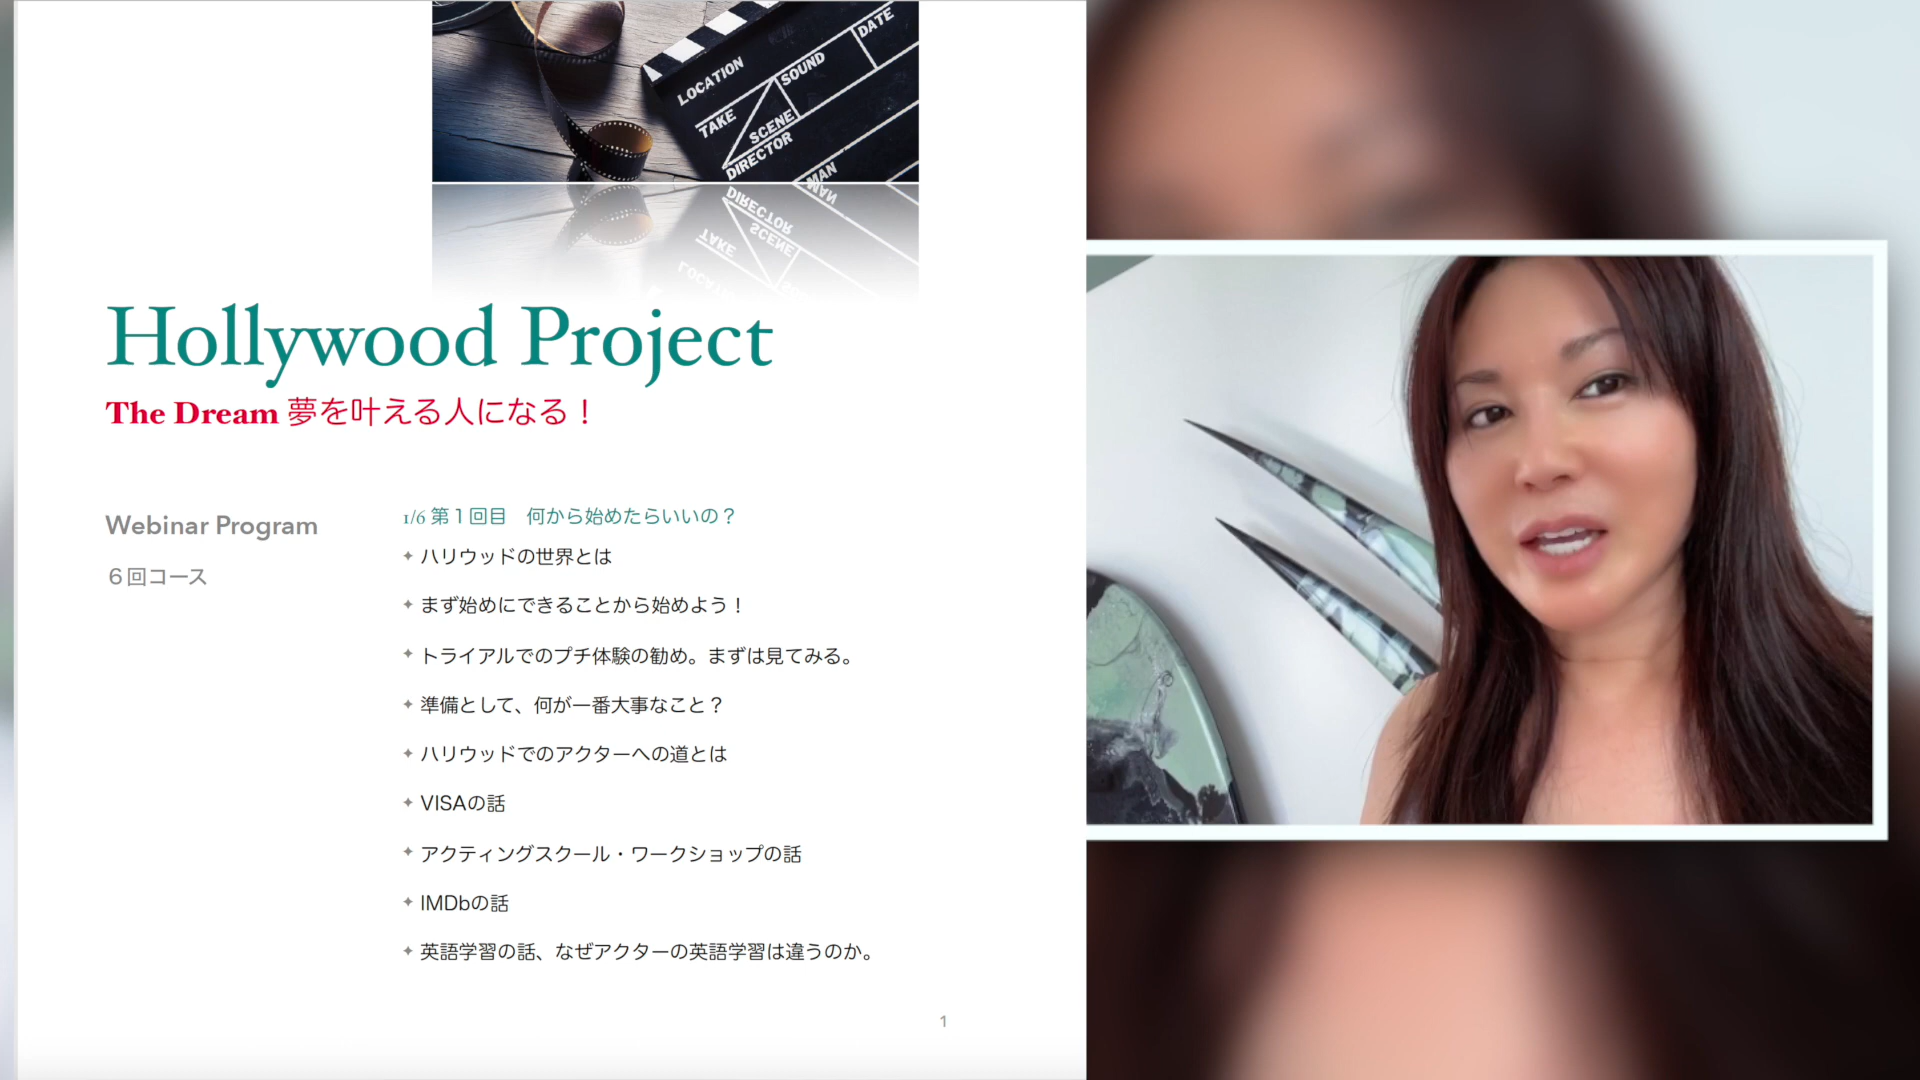 LOCATION
SOUND
DATE
TAKE
SCENE
DIRECTOR
MAN
Hollywood Project
The Dream 夢を叶える人になる！
Webinar Program
６回コース
1/6 第１回目　何から始めたらいいの？
✦ ハリウッドの世界とは
✦ まず始めにできることから始めよう！
✦ トライアルでのプチ体験の勧め。まずは見てみる。
✦ 準備として、何が一番大事なこと？
✦ ハリウッドでのアクターへの道とは
✦ VISAの話
✦ アクティングスクール・ワークショップの話
✦ IMDbの話
✦ 英語学習の話、なぜアクターの英語学習は違うのか。
1